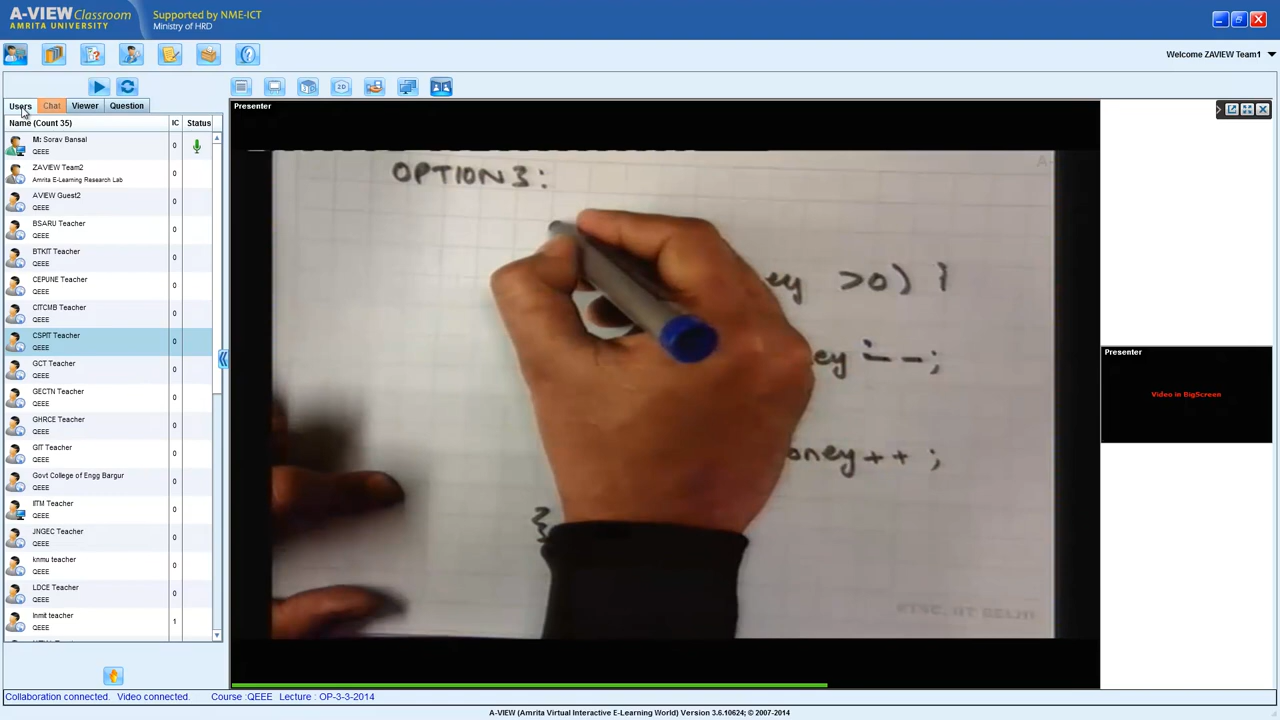 A-VIEW Classroom
AMRITA UNIVERSITY
Supported by NME-ICT
Ministry of HRD
Welcome ZAVIEW Team1
Users Chat Viewer Question
Name (Count 35) IC Status
M: Sorav Bansal
QEEE
0
ZAVIEW Team2
Amrita E-Learning Research Lab
0
AVIEW Guest2
QEEE
0
BSARU Teacher
QEEE
0
BTKIT Teacher
QEEE
0
CEPUNE Teacher
QEEE
0
CITCMB Teacher
QEEE
0
CSPIT Teacher
QEEE
0
GCT Teacher
QEEE
0
GECTN Teacher
QEEE
0
GHRCE Teacher
QEEE
0
GIT Teacher
QEEE
0
Govt College of Engg Bargur
QEEE
0
IITM Teacher
QEEE
0
JNGEC Teacher
QEEE
0
knmu teacher
QEEE
0
LDCE Teacher
QEEE
0
lnmit teacher
QEEE
1
2D
Presenter
OPTION 3:
ey >0) {
ey = --;
oney++;
}
Presenter
Video in BigScreen
Collaboration connected. Video connected. Course :QEEE Lecture : OP-3-3-2014
A-VIEW (Amrita Virtual Interactive E-Learning World) Version 3.6.10624; © 2007-2014